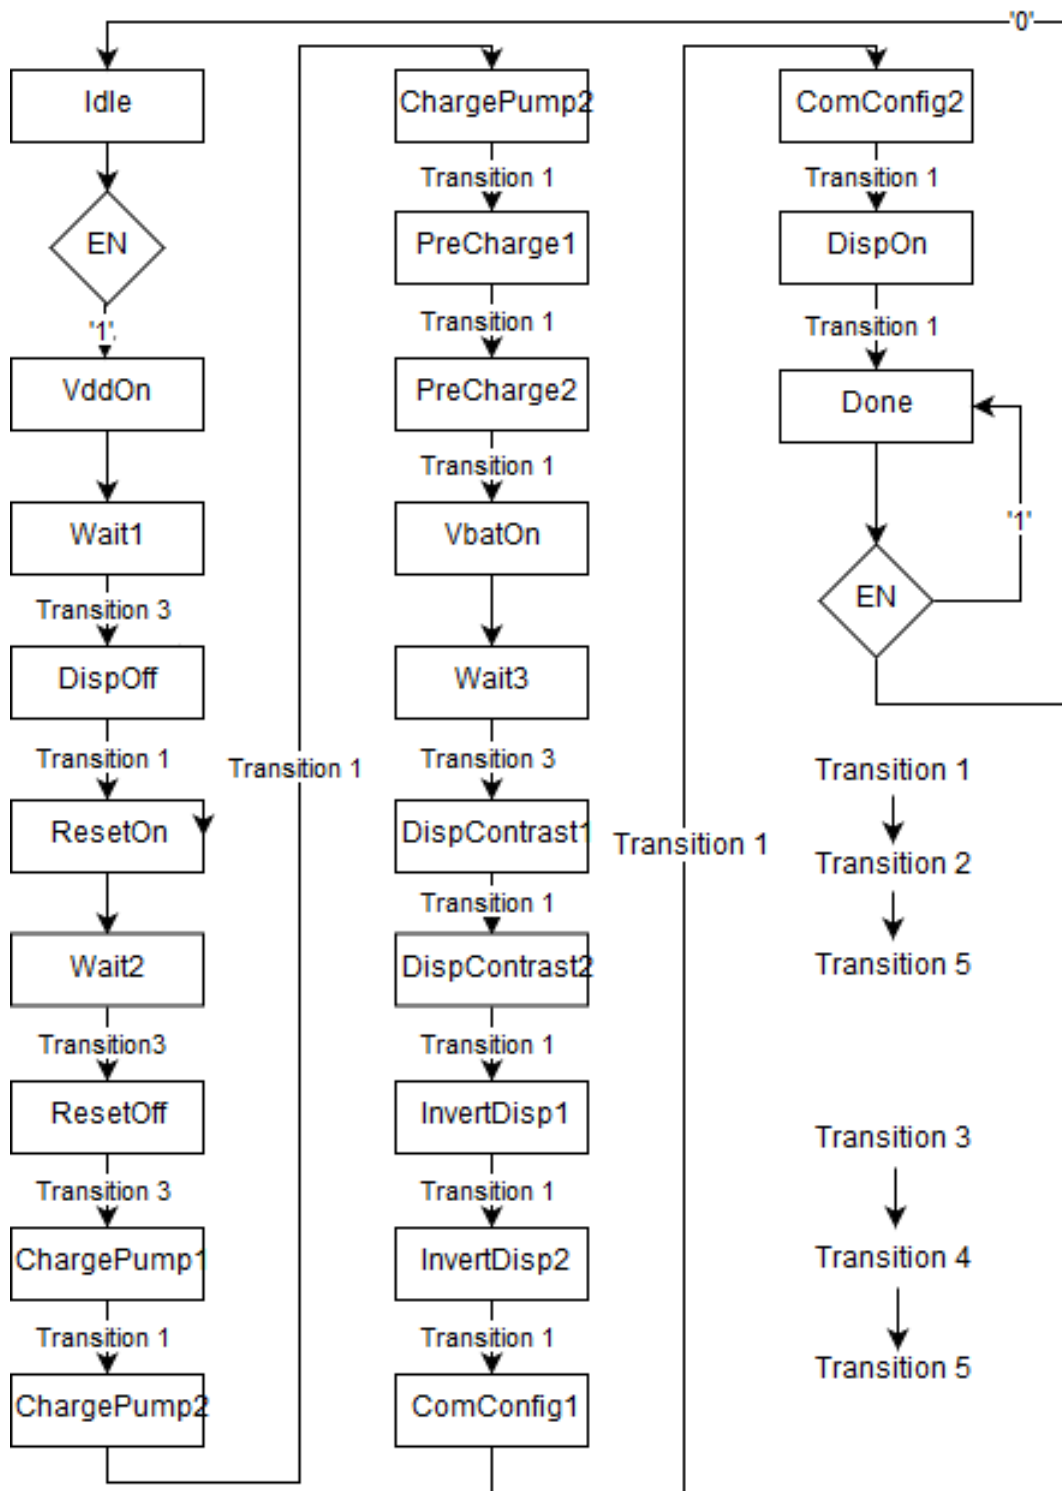 '0'
Idle
EN
'1'
VddOn
Wait1
Transition 3
DispOff
Transition 1
ResetOn
Wait2
Transition3
ResetOff
Transition 3
ChargePump1
Transition 1
ChargePump2
Transition 1
ChargePump2
Transition 1
PreCharge1
Transition 1
PreCharge2
Transition 1
VbatOn
Wait3
Transition 3
DispContrast1
Transition 1
DispContrast2
Transition 1
InvertDisp1
Transition 1
InvertDisp2
Transition 1
ComConfig1
Transition 1
ComConfig2
Transition 1
DispOn
Transition 1
Done
'1'
EN
Transition 1
Transition 2
Transition 5
Transition 3
Transition 4
Transition 5